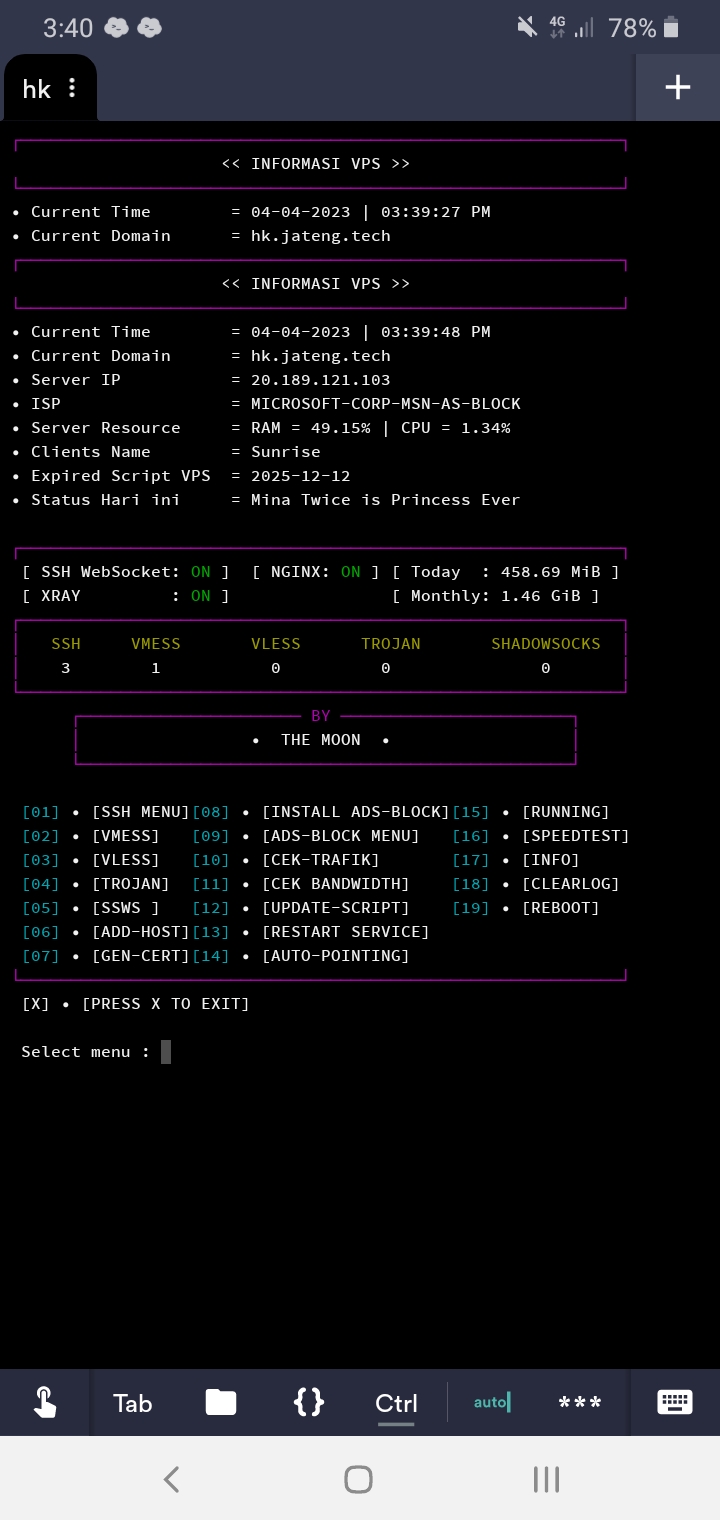 3:40 4G 78%
hk
<< INFORMASI VPS >>
• Current Time = 04-04-2023 | 03:39:27 PM
• Current Domain = hk.jateng.tech
<< INFORMASI VPS >>
• Current Time = 04-04-2023 | 03:39:48 PM
• Current Domain = hk.jateng.tech
• Server IP = 20.189.121.103
• ISP = MICROSOFT-CORP-MSN-AS-BLOCK
• Server Resource = RAM = 49.15% | CPU = 1.34%
• Clients Name = Sunrise
• Expired Script VPS = 2025-12-12
• Status Hari ini = Mina Twice is Princess Ever
[ SSH WebSocket: ON ] [ NGINX: ON ] [ Today : 458.69 MiB ]
[ XRAY : ON ] [ Monthly: 1.46 GiB ]
SSH VMESS VLESS TROJAN SHADOWSOCKS
3 1 0 0 0
BY
• THE MOON •
[01] • [SSH MENU][08] • [INSTALL ADS-BLOCK][15] • [RUNNING]
[02] • [VMESS] [09] • [ADS-BLOCK MENU] [16] • [SPEEDTEST]
[03] • [VLESS] [10] • [CEK-TRAFIK] [17] • [INFO]
[04] • [TROJAN] [11] • [CEK BANDWIDTH] [18] • [CLEARLOG]
[05] • [SSWS ] [12] • [UPDATE-SCRIPT] [19] • [REBOOT]
[06] • [ADD-HOST][13] • [RESTART SERVICE]
[07] • [GEN-CERT][14] • [AUTO-POINTING]
[X] • [PRESS X TO EXIT]
Select menu :
Tab {} Ctrl auto ***